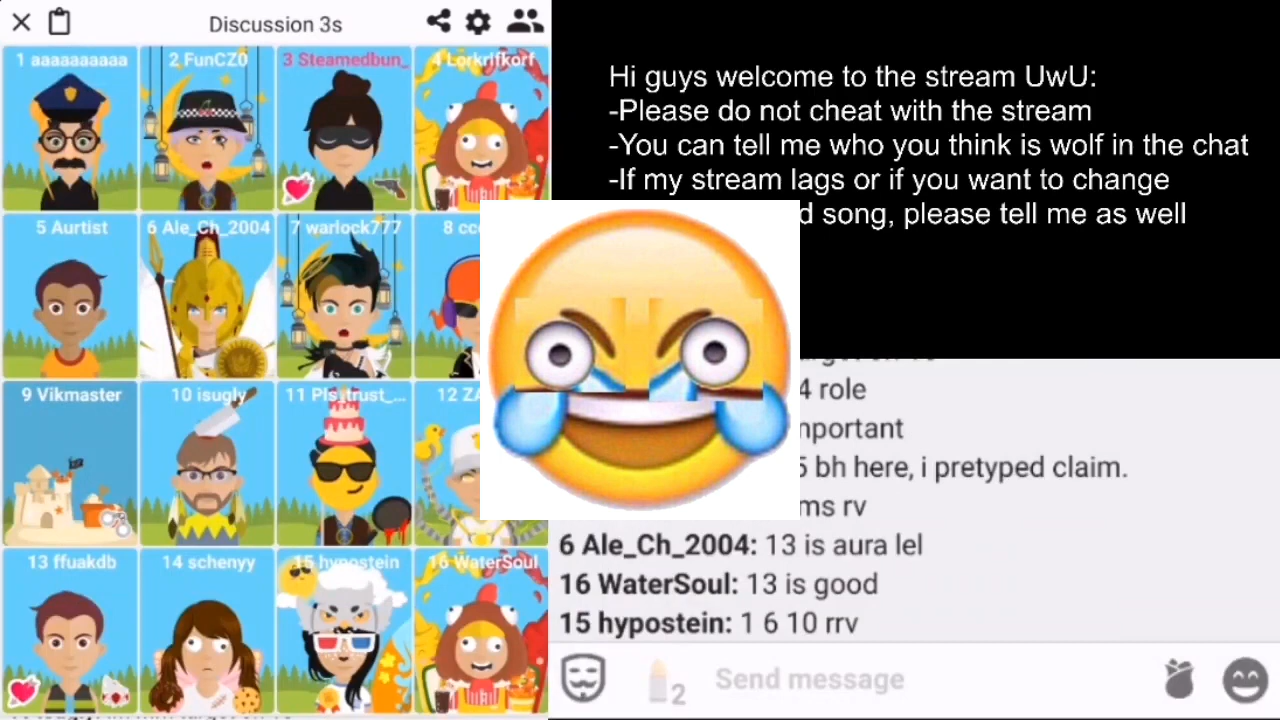 Discussion 3s
1 aaaaaaaaaa
2 FunCZ0
3 Steamedbun_
4 Lorkrifkorf
5 Aurtist
6 Ale_Ch_2004
7 warlock777
8
9 Vikmaster
10 isugly
11 Pls_trust_...
12
13 ffuakdb
14 schenyy
15 hypostein
16 WaterSoul
Hi guys welcome to the stream UwU:
-Please do not cheat with the stream
-You can tell me who you think is wolf in the chat
-If my stream lags or if you want to change
song, please tell me as well
4 role
bh here, i pretyped claim.
rv
6 Ale_Ch_2004: 13 is aura lel
16 WaterSoul: 13 is good
15 hypostein: 1 6 10 rrv
2
Send message